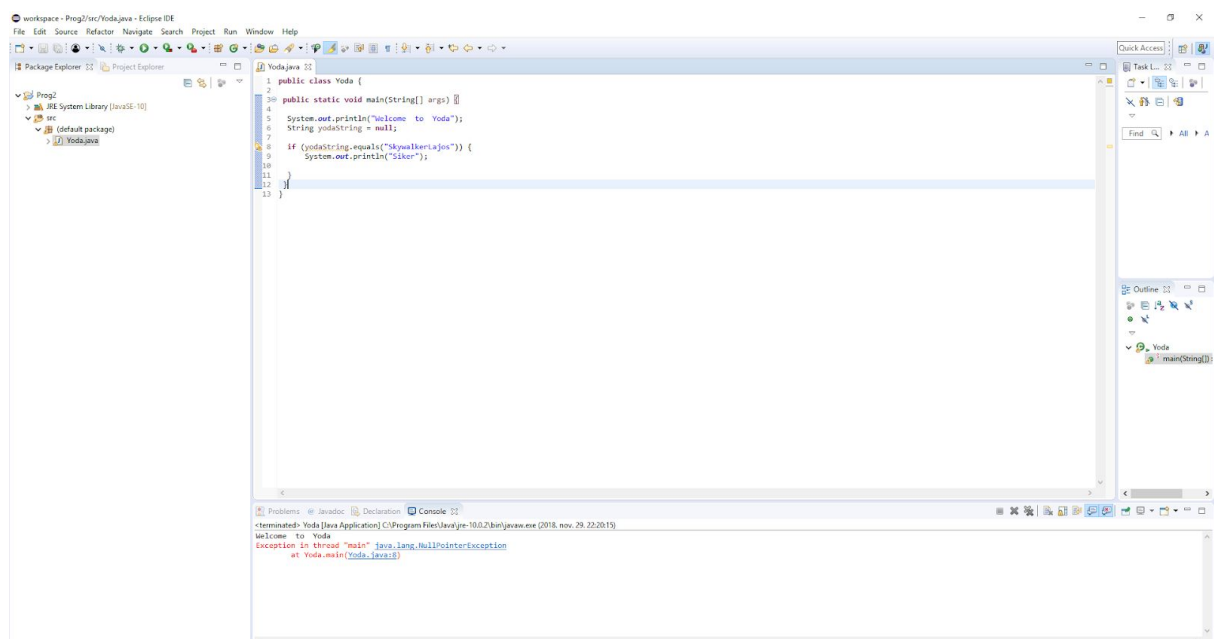 workspace - Prog2/src/Yoda.java - Eclipse IDE
File Edit Source Refactor Navigate Search Project Run Window Help
Quick Access
Package Explorer
Project Explorer
Prog2
JRE System Library [JavaSE-10]
src
(default package)
Yoda.java
Yoda.java
1 public class Yoda {
2
3 public static void main(String[] args) {
4
5 System.out.println("Welcome to Yoda");
6 String yodaString = null;
7
8 if (yodaString.equals("SkywalkerLajos")) {
9 System.out.println("Siker");
10
11 }
12 }
13 }
Task L...
Find All A
Outline
Yoda
main(String[]) :
Problems Javadoc Declaration Console
<terminated> Yoda [Java Application] C:\Program Files\Java\jre-10.0.2\bin\javaw.exe (2018. nov. 29. 22:20:15)
Welcome to Yoda
Exception in thread "main" java.lang.NullPointerException
at Yoda.main(Yoda.java:8)